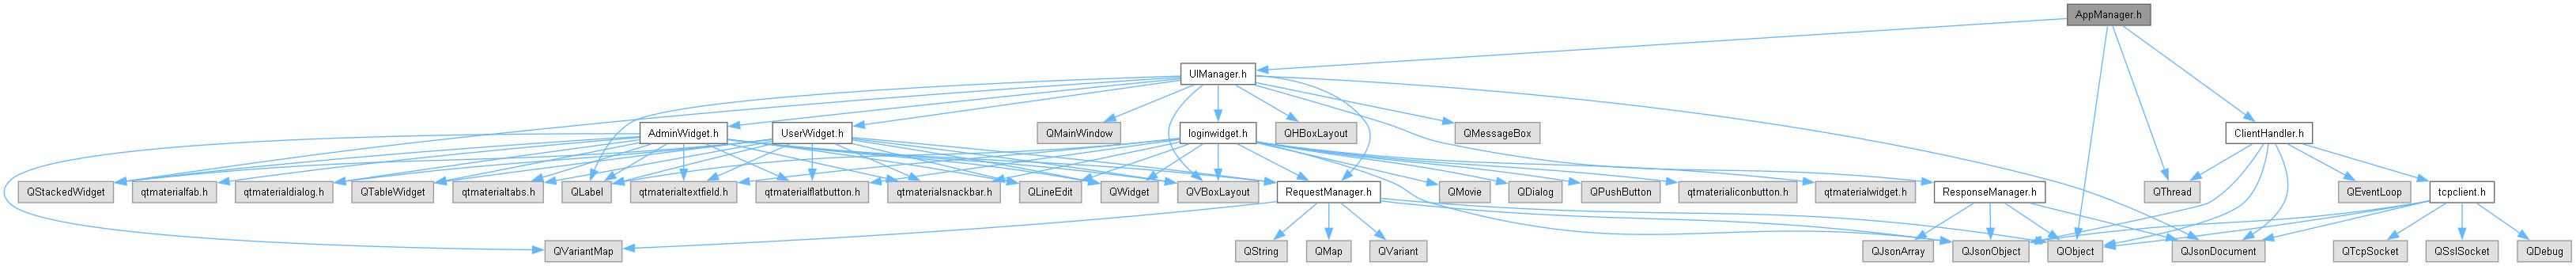 AppManager.h
UIManager.h
AdminWidget.h
UserWidget.h
QMainWindow
loginwidget.h
QHBoxLayout
QMessageBox
ClientHandler.h
QStackedWidget
qtmaterialfab.h
qtmaterialdialog.h
QTableWidget
qtmaterialtabs.h
QLabel
qtmaterialtextfield.h
qtmaterialflatbutton.h
qtmaterialsnackbar.h
QLineEdit
QWidget
QVBoxLayout
RequestManager.h
QMovie
QDialog
QPushButton
qtmaterialiconbutton.h
qtmaterialwidget.h
ResponseManager.h
QThread
QEventLoop
tcpclient.h
QVariantMap
QString
QMap
QVariant
QJsonArray
QJsonObject
QObject
QJsonDocument
QTcpSocket
QSslSocket
QDebug